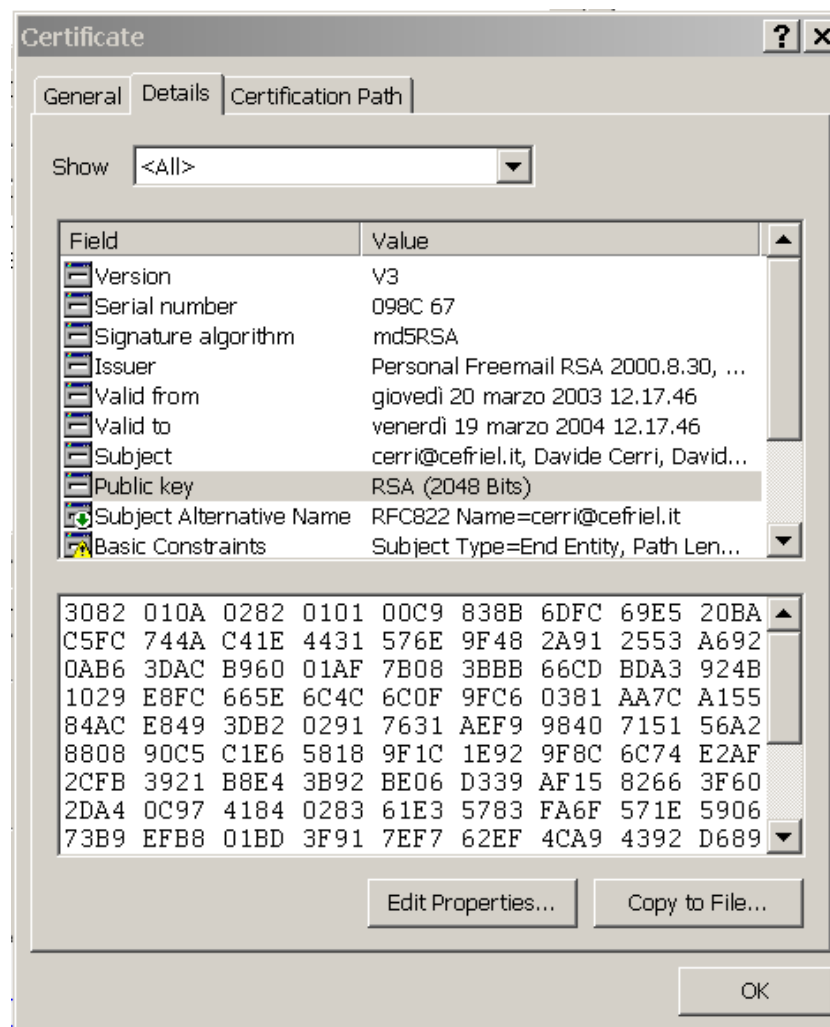 Certificate
General Details Certification Path
Show <All>
Field Value
Version V3
Serial number 098C 67
Signature algorithm md5RSA
Issuer Personal Freemail RSA 2000.8.30, ...
Valid from giovedì 20 marzo 2003 12.17.46
Valid to venerdì 19 marzo 2004 12.17.46
Subject cerri@cefriel.it, Davide Cerri, David...
Public key RSA (2048 Bits)
Subject Alternative Name RFC822 Name=cerri@cefriel.it
Basic Constraints Subject Type=End Entity, Path Len...
3082 010A 0282 0101 00C9 838B 6DFC 69E5 20BA
C5FC 744A C41E 4431 576E 9F48 2A91 2553 A692
0AB6 3DAC B960 01AF 7B08 3BBB 66CD BDA3 924B
1029 E8FC 665E 6C4C 6C0F 9FC6 0381 AA7C A155
84AC E849 3DB2 0291 7631 AEF9 9840 7151 56A2
8808 90C5 C1E6 5818 9F1C 1E92 9F8C 6C74 E2AF
2CFB 3921 B8E4 3B92 BE06 D339 AF15 8266 3F60
2DA4 0C97 4184 0283 61E3 5783 FA6F 571E 5906
73B9 EFB8 01BD 3F91 7EF7 62EF 4CA9 4392 D689
Edit Properties... Copy to File...
OK